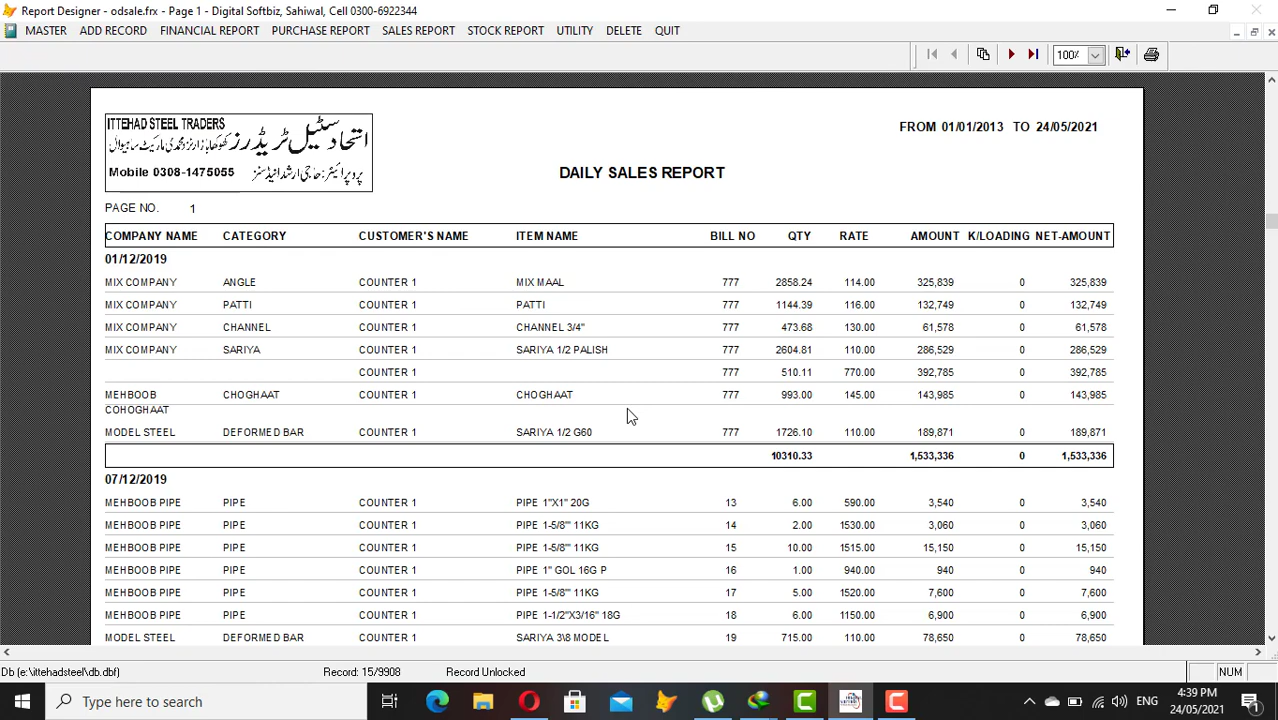 Report Designer - odsale.frx - Page 1 - Digital Softbiz, Sahiwal, Cell 0300-6922344
MASTER ADD RECORD FINANCIAL REPORT PURCHASE REPORT SALES REPORT STOCK REPORT UTILITY DELETE QUIT
100%
ITTEHAD STEEL TRADERS
اتحاد سٹیل ٹریڈرز
Mobile 0308-1475055
پروپرائیٹر: حاجی ارشد اینڈ سنز
FROM 01/01/2013 TO 24/05/2021
DAILY SALES REPORT
PAGE NO. 1
COMPANY NAME CATEGORY CUSTOMER'S NAME ITEM NAME BILL NO QTY RATE AMOUNT K/LOADING NET-AMOUNT
01/12/2019
MIX COMPANY ANGLE COUNTER 1 MIX MAAL 777 2858.24 114.00 325,839 0 325,839
MIX COMPANY PATTI COUNTER 1 PATTI 777 1144.39 116.00 132,749 0 132,749
MIX COMPANY CHANNEL COUNTER 1 CHANNEL 3/4" 777 473.68 130.00 61,578 0 61,578
MIX COMPANY SARIYA COUNTER 1 SARIYA 1/2 PALISH 777 2604.81 110.00 286,529 0 286,529
COUNTER 1 777 510.11 770.00 392,785 0 392,785
MEHBOOB CHOGHAAT COUNTER 1 CHOGHAAT 777 993.00 145.00 143,985 0 143,985
COHOGHAAT
MODEL STEEL DEFORMED BAR COUNTER 1 SARIYA 1/2 G60 777 1726.10 110.00 189,871 0 189,871
10310.33 1,533,336 0 1,533,336
07/12/2019
MEHBOOB PIPE PIPE COUNTER 1 PIPE 1"X1" 20G 13 6.00 590.00 3,540 0 3,540
MEHBOOB PIPE PIPE COUNTER 1 PIPE 1-5/8"' 11KG 14 2.00 1530.00 3,060 0 3,060
MEHBOOB PIPE PIPE COUNTER 1 PIPE 1-5/8"' 11KG 15 10.00 1515.00 15,150 0 15,150
MEHBOOB PIPE PIPE COUNTER 1 PIPE 1" GOL 16G P 16 1.00 940.00 940 0 940
MEHBOOB PIPE PIPE COUNTER 1 PIPE 1-5/8"' 11KG 17 5.00 1520.00 7,600 0 7,600
MEHBOOB PIPE PIPE COUNTER 1 PIPE 1-1/2"X3/16" 18G 18 6.00 1150.00 6,900 0 6,900
MODEL STEEL DEFORMED BAR COUNTER 1 SARIYA 3\8 MODEL 19 715.00 110.00 78,650 0 78,650
Db (e:\ittehadsteel\db.dbf) Record: 15/9908 Record Unlocked NUM
Type here to search ENG 4:39 PM
24/05/2021 1